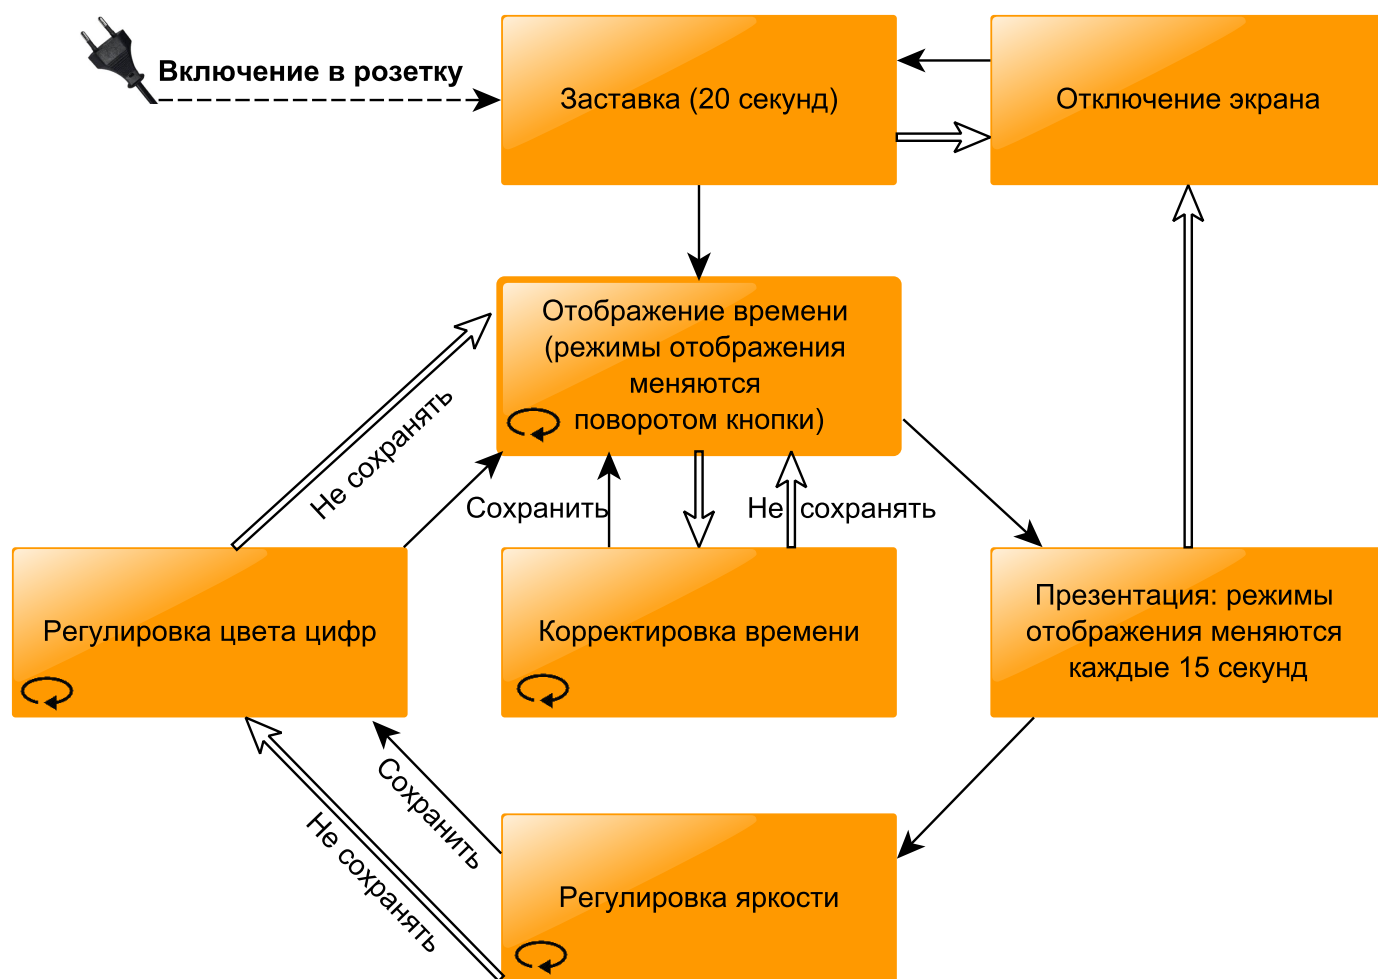 Включение в розетку
Заставка (20 секунд)
Отключение экрана
Отображение времени
(режимы отображения
меняются
поворотом кнопки)
Не сохранять
Сохранить
Не сохранять
Регулировка цвета цифр
Корректировка времени
Презентация: режимы
отображения меняются
каждые 15 секунд
Сохранить
Не сохранять
Регулировка яркости